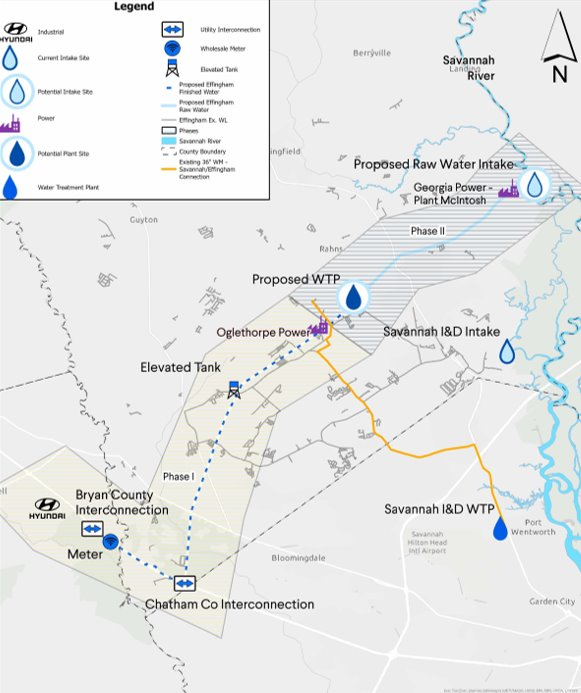 Legend
HYUNDAI
Industrial
Current Intake Site
Potential Intake Site
Power
Potential Plant Site
Water Treatment Plant
Utility Interconnection
Wholesale Meter
Elevated Tank
Proposed Effingham
Finished Water
Proposed Effingham
Raw Water
Effingham Ex. WL
Phases
Savannah River
County Boundary
Existing 36" WM -
Savannah/Effingham
Connection
Berryville
Savannah
Landing
River
N
ingfield
Proposed Raw Water Intake
Georgia Power -
Plant McIntosh
Guyton
Phase II
Rahns
Proposed WTP
Oglethorpe Power
Savannah I&D Intake
Elevated Tank
Phase I
ell
HYUNDAI
Bryan County
Interconnection
Meter
Savannah I&D WTP
Port
Wentworth
Savannah
Hilton Head
Intl Airport
Bloomingdale
Chatham Co Interconnection
Garden City